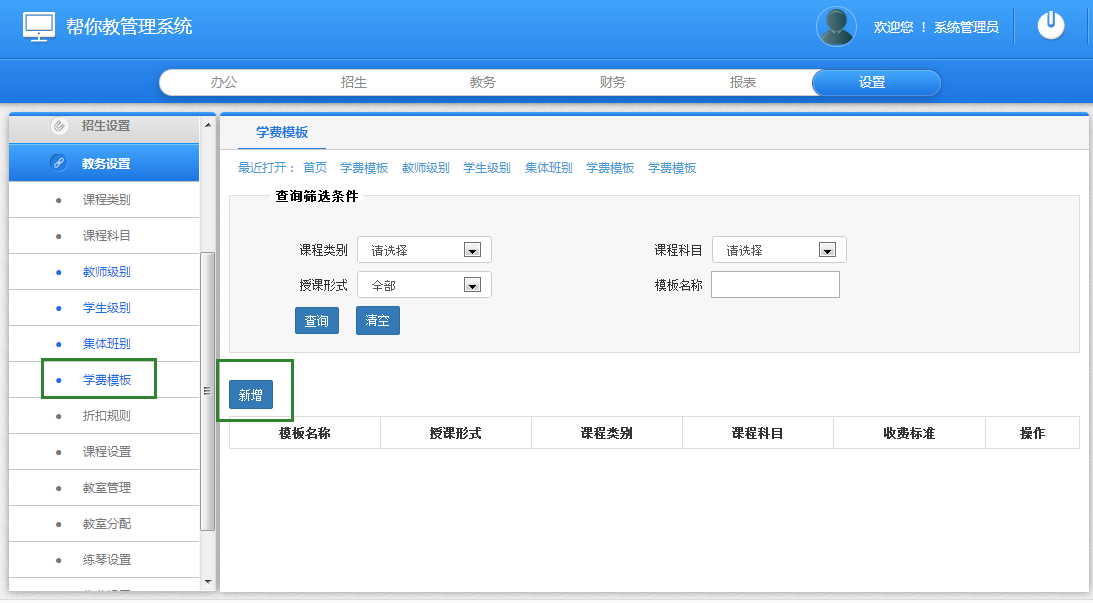 帮你教管理系统
欢迎您 ！ 系统管理员
办公 招生 教务 财务 报表 设置
招生设置
教务设置
课程类别
课程科目
教师级别
学生级别
集体班别
学费模板
折扣规则
课程设置
教室管理
教室分配
练琴设置
学费模板
最近打开： 首页 学费模板 教师级别 学生级别 集体班别 学费模板 学费模板
查询筛选条件
课程类别 请选择 课程科目 请选择
授课形式 全部 模板名称
查询 清空
新增
模板名称 授课形式 课程类别 课程科目 收费标准 操作